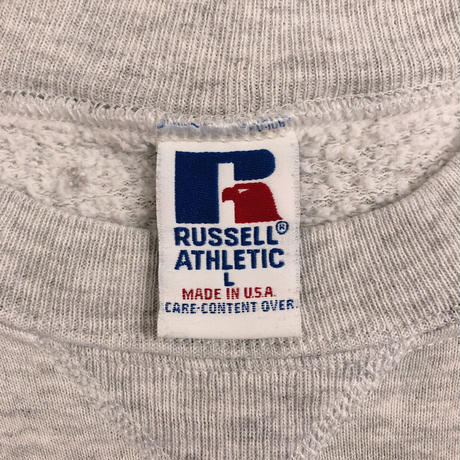 R
RUSSELL®
ATHLETIC
L
MADE IN U.S.A.
CARE-CONTENT OVER